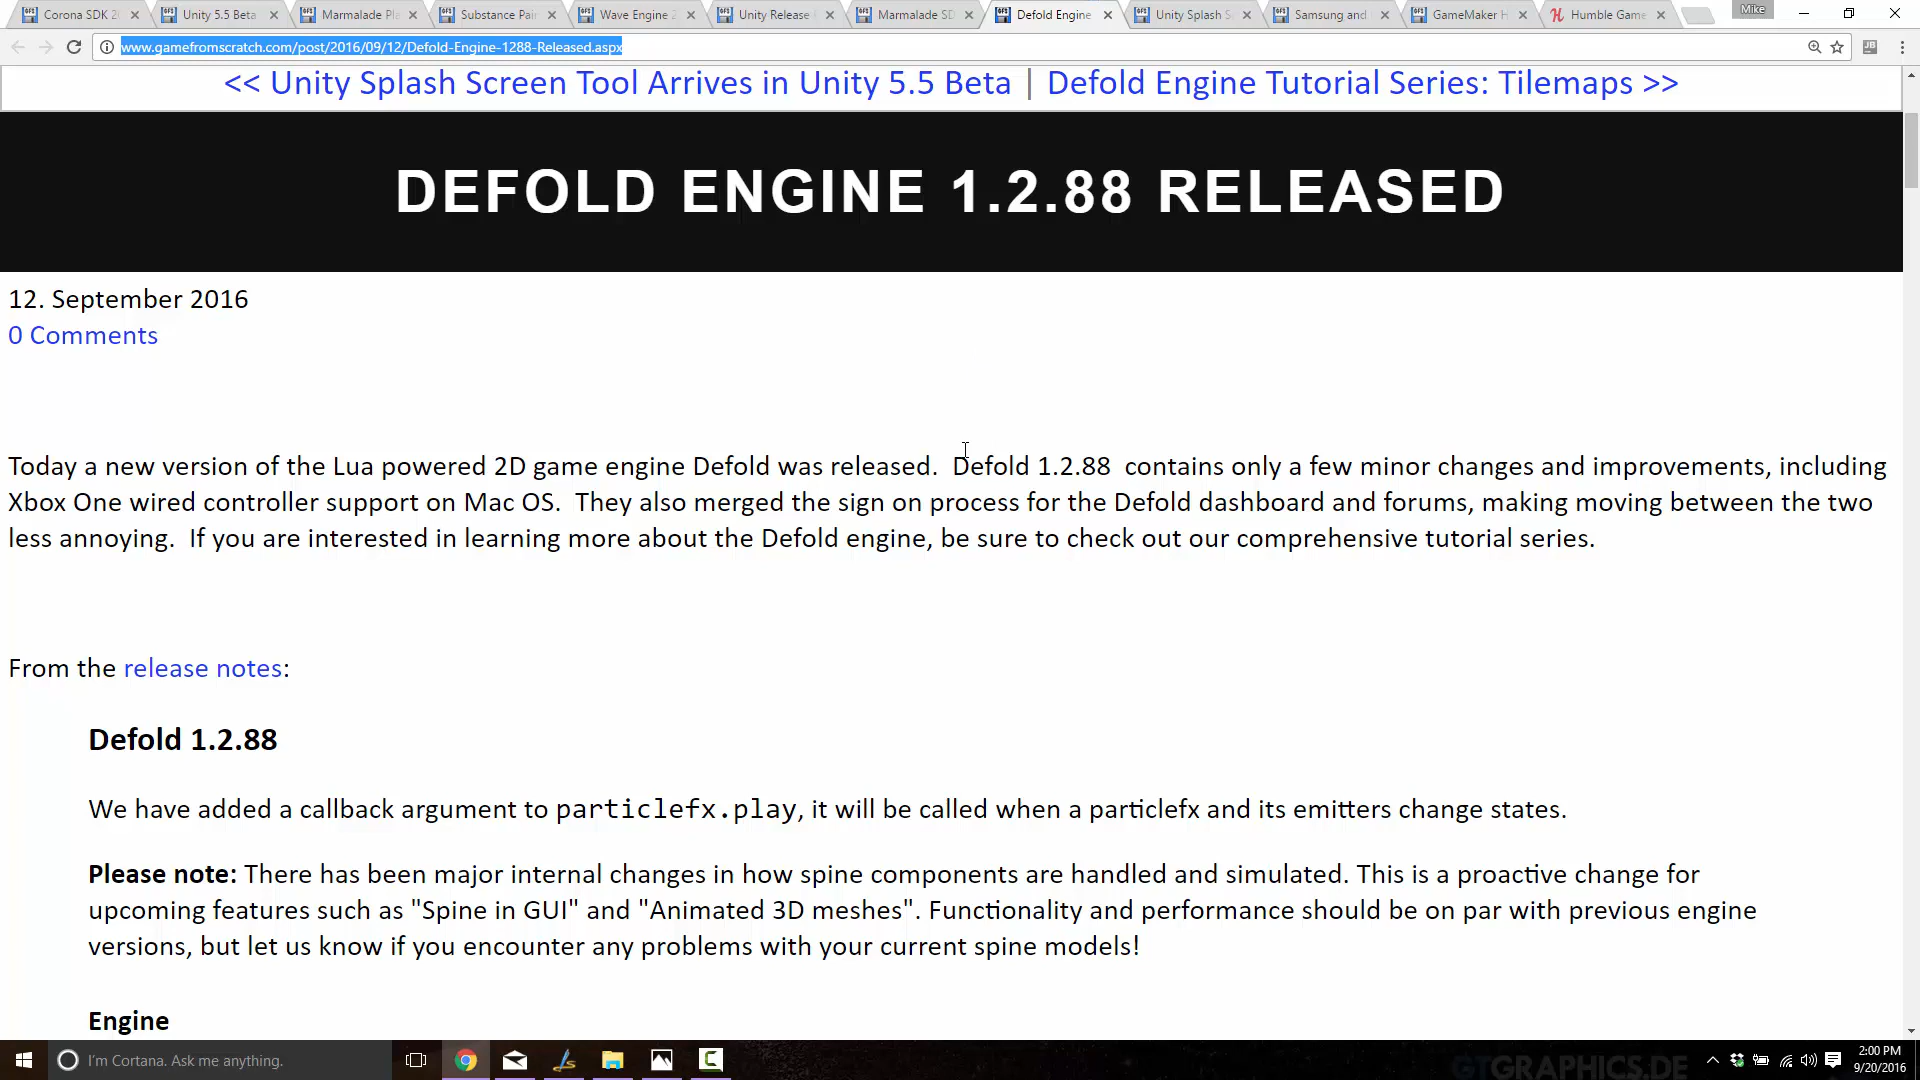 Corona SDK 20
Unity 5.5 Beta
Marmalade Pla
Substance Pain
Wave Engine 2
Unity Release
Marmalade SD
Defold Engine
Unity Splash S
Samsung and
GameMaker H
Humble Game
Mike
www.gamefromscratch.com/post/2016/09/12/Defold-Engine-1288-Released.aspx
<< Unity Splash Screen Tool Arrives in Unity 5.5 Beta | Defold Engine Tutorial Series: Tilemaps >>
DEFOLD ENGINE 1.2.88 RELEASED
12. September 2016
0 Comments
Today a new version of the Lua powered 2D game engine Defold was released. Defold 1.2.88 contains only a few minor changes and improvements, including
Xbox One wired controller support on Mac OS. They also merged the sign on process for the Defold dashboard and forums, making moving between the two
less annoying. If you are interested in learning more about the Defold engine, be sure to check out our comprehensive tutorial series.
From the release notes:
Defold 1.2.88
We have added a callback argument to particlefx.play, it will be called when a particlefx and its emitters change states.
Please note: There has been major internal changes in how spine components are handled and simulated. This is a proactive change for
upcoming features such as "Spine in GUI" and "Animated 3D meshes". Functionality and performance should be on par with previous engine
versions, but let us know if you encounter any problems with your current spine models!
Engine
I'm Cortana. Ask me anything.
GTGRAPHICS.DE
2:00 PM
9/20/2016